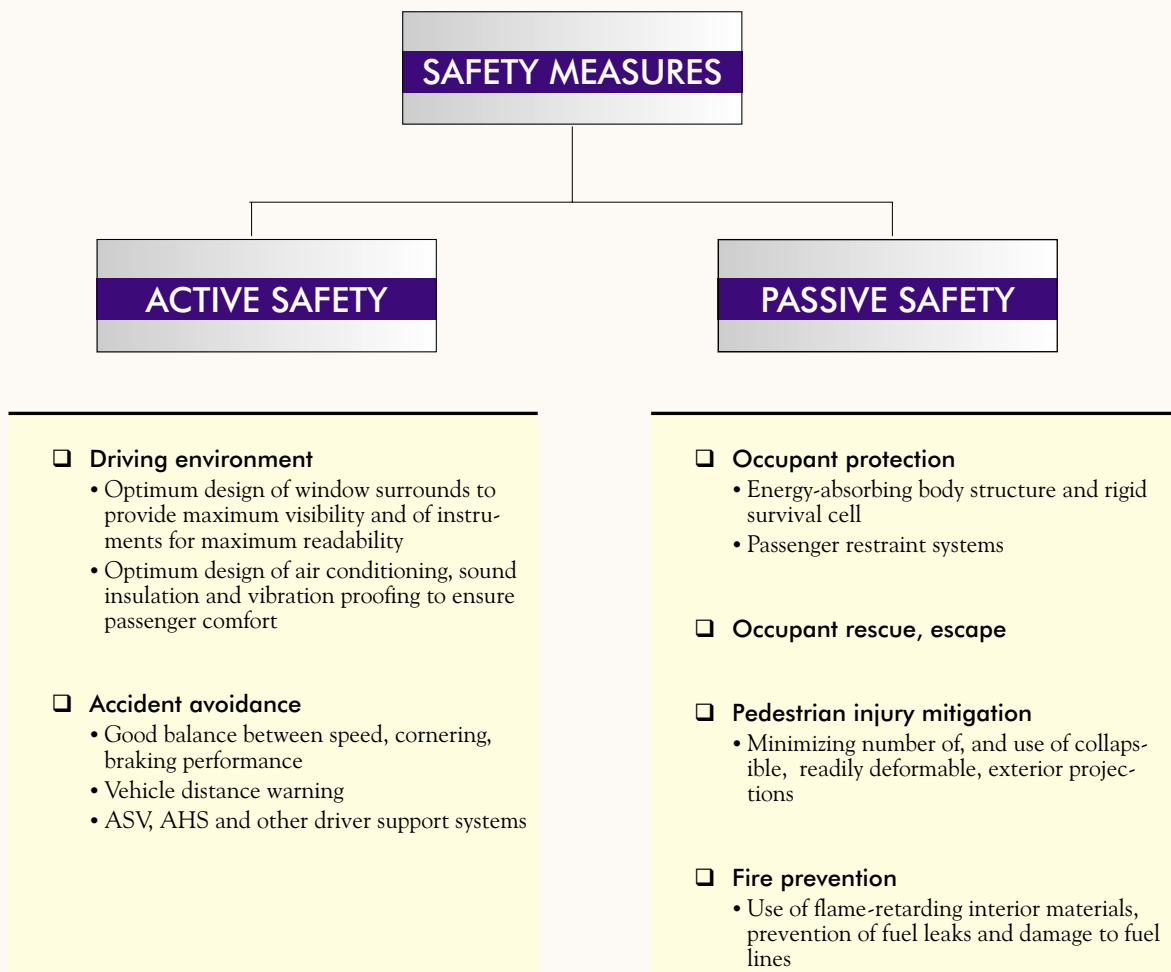 SAFETY MEASURES
ACTIVE SAFETY
❏ Driving environment
• Optimum design of window surrounds to
provide maximum visibility and of instru-
ments for maximum readability
• Optimum design of air conditioning, sound
insulation and vibration proofing to ensure
passenger comfort
❏ Accident avoidance
• Good balance between speed, cornering,
braking performance
• Vehicle distance warning
• ASV, AHS and other driver support systems
PASSIVE SAFETY
❏ Occupant protection
• Energy-absorbing body structure and rigid
survival cell
• Passenger restraint systems
❏ Occupant rescue, escape
❏ Pedestrian injury mitigation
• Minimizing number of, and use of collaps-
ible, readily deformable, exterior projec-
tions
❏ Fire prevention
• Use of flame-retarding interior materials,
prevention of fuel leaks and damage to fuel
lines